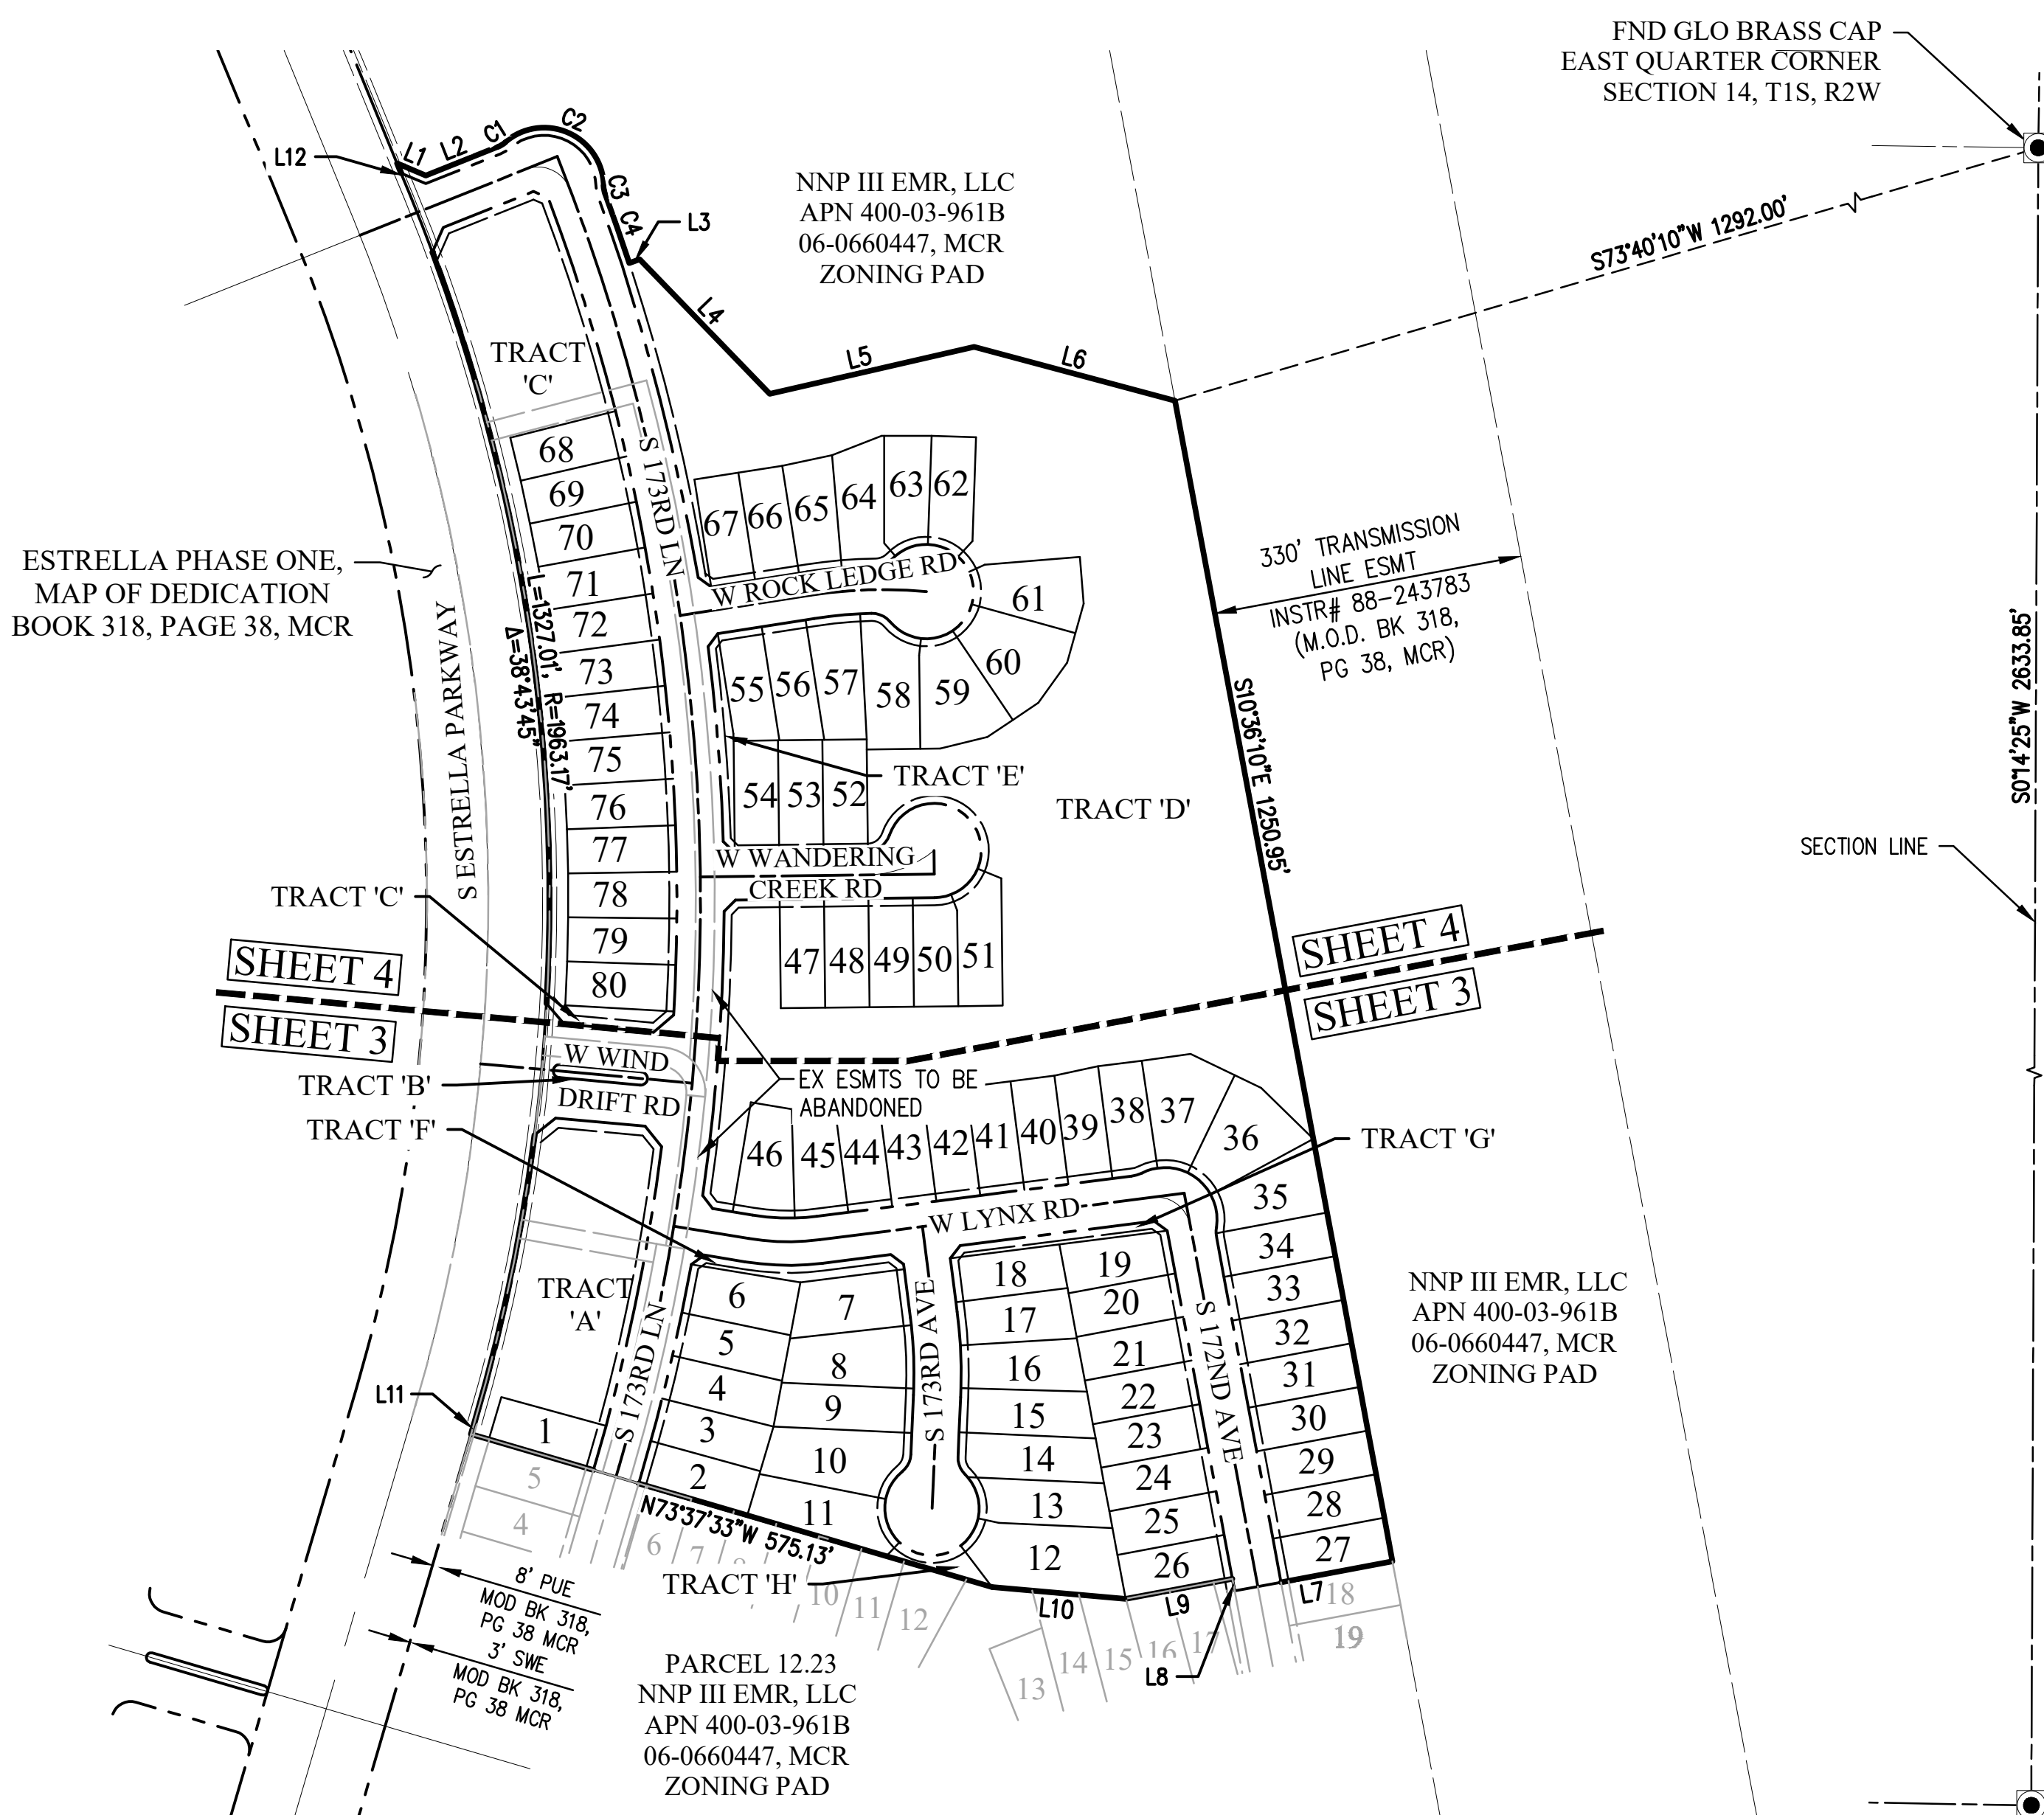 FND GLO BRASS CAP
EAST QUARTER CORNER
SECTION 14, T1S, R2W
L12
L1
L2
C1
C2
C3
C4
L3
L4
L5
L6
NNP III EMR, LLC
APN 400-03-961B
06-0660447, MCR
ZONING PAD
S73°40'10"W 1292.00'
TRACT
'C'
68
69
70
71
72
73
74
75
76
77
78
79
80
S 173RD LN
67
66
65
64
63
62
W ROCK LEDGE RD
61
60
59
58
57
56
55
54
53
52
ESTRELLA PHASE ONE,
MAP OF DEDICATION
BOOK 318, PAGE 38, MCR
S ESTRELLA PARKWAY
L=1327.01', R=1963.17'
Δ=38°43'45"
330' TRANSMISSION
LINE ESMT
INSTR# 88-243783
(M.O.D. BK 318,
PG 38, MCR)
S10°36'10"E 1250.95'
S0°14'25"W 2633.85'
TRACT 'E'
TRACT 'D'
SECTION LINE
W WANDERING
CREEK RD
47
48
49
50
51
TRACT 'C'
SHEET 4
SHEET 3
SHEET 4
SHEET 3
W WIND
DRIFT RD
TRACT 'B'
TRACT 'F'
EX ESMTS TO BE
ABANDONED
46
45
44
43
42
41
40
39
38
37
36
TRACT 'G'
35
34
33
32
31
30
29
28
27
W LYNX RD
TRACT
'A'
S 173RD LN
6
5
4
3
2
1
7
8
9
10
11
S 173RD AVE
18
17
16
15
14
13
12
19
20
21
22
23
24
25
26
S 172ND AVE
NNP III EMR, LLC
APN 400-03-961B
06-0660447, MCR
ZONING PAD
L11
5
4
N73°37'33"W 575.13'
6
7
10
11
12
TRACT 'H'
L10
L9
L7
L8
13
14
15
16
17
18
19
8' PUE
MOD BK 318,
PG 38 MCR
3' SWE
MOD BK 318,
PG 38 MCR
PARCEL 12.23
NNP III EMR, LLC
APN 400-03-961B
06-0660447, MCR
ZONING PAD